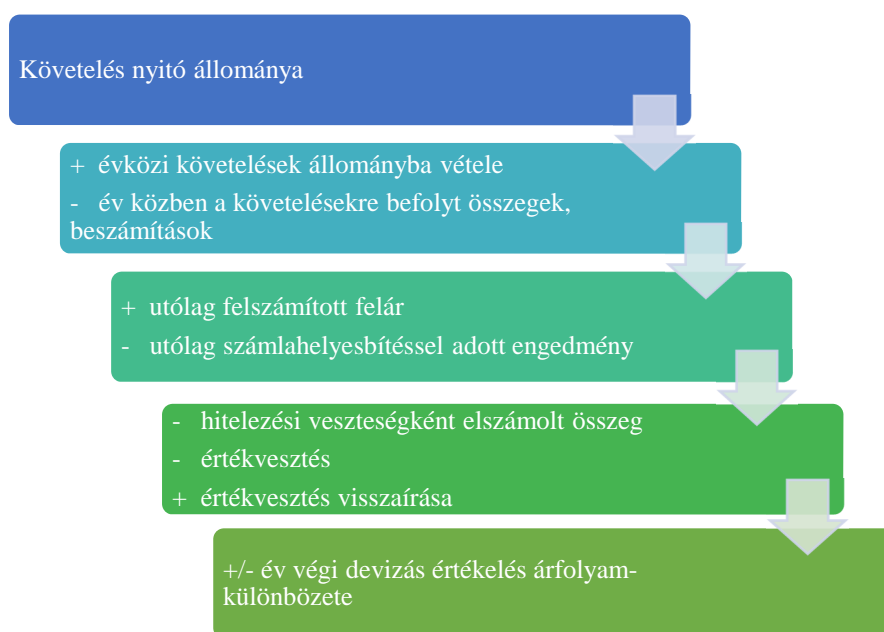 Követelés nyitó állománya
+ évközi követelések állományba vétele
- év közben a követelésekre befolyt összegek,
beszámítások
+ utólag felszámított felár
- utólag számlahelyesbítéssel adott engedmény
- hitelezési veszteségként elszámolt összeg
- értékvesztés
+ értékvesztés visszaírása
+/- év végi devizás értékelés árfolyam-
különbözete